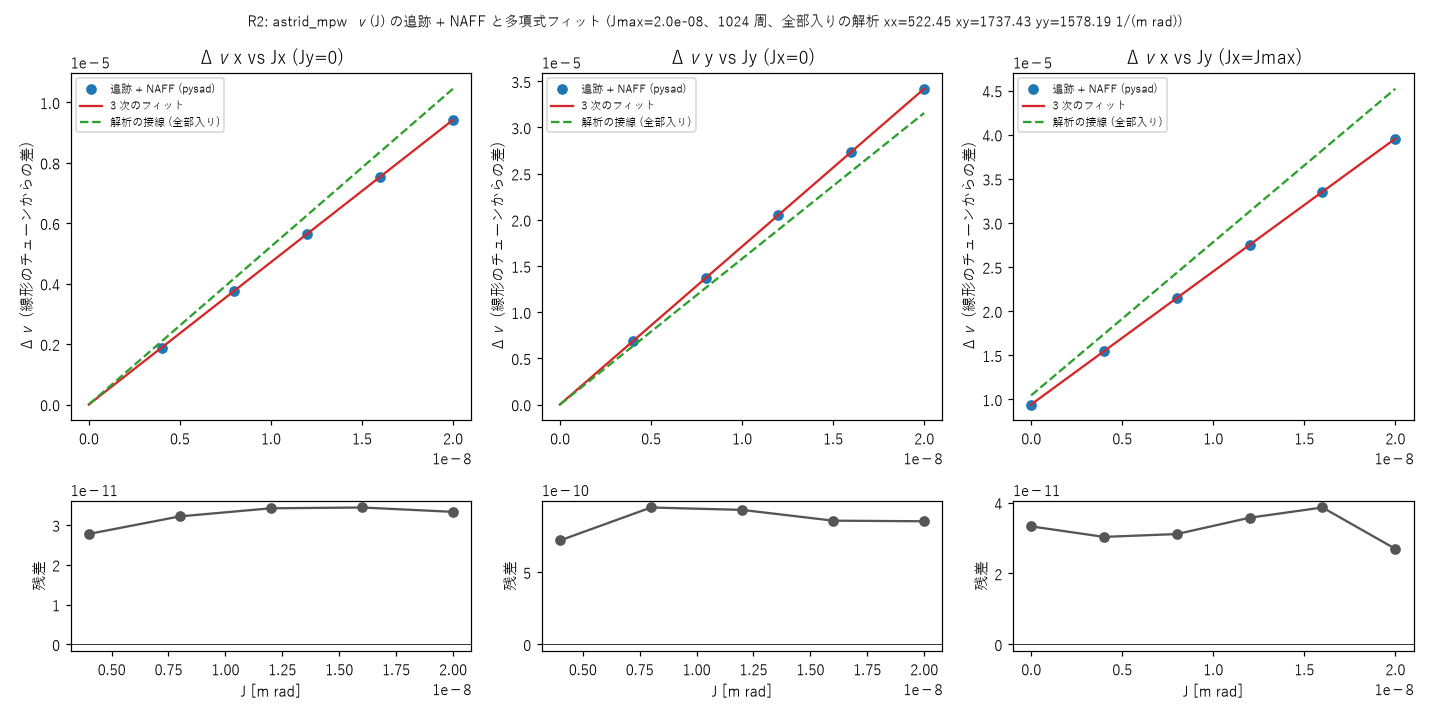 R2: astrid_mpw ν (J) の追跡 + NAFF と多項式フィット (Jmax=2.0e-08、1024 周、全部入りの解析 xx=522.45 xy=1737.43 yy=1578.19 1/(m rad))
Δ ν x vs Jx (Jy=0)
1e−5
追跡 + NAFF (pysad)
3 次のフィット
解析の接線 (全部入り)
Δ ν (線形のチューンからの差)
1.0
0.8
0.6
0.4
0.2
0.0
0.0 0.5 1.0 1.5 2.0
1e−8
Δ ν y vs Jy (Jx=0)
1e−5
追跡 + NAFF (pysad)
3 次のフィット
解析の接線 (全部入り)
Δ ν (線形のチューンからの差)
3.5
3.0
2.5
2.0
1.5
1.0
0.5
0.0
0.0 0.5 1.0 1.5 2.0
1e−8
Δ ν x vs Jy (Jx=Jmax)
1e−5
追跡 + NAFF (pysad)
3 次のフィット
解析の接線 (全部入り)
Δ ν (線形のチューンからの差)
4.5
4.0
3.5
3.0
2.5
2.0
1.5
1.0
0.0 0.5 1.0 1.5 2.0
1e−8
1e−11
残差
3
2
1
0
0.50 0.75 1.00 1.25 1.50 1.75 2.00
J [m rad]
1e−8
1e−10
残差
5
0
0.50 0.75 1.00 1.25 1.50 1.75 2.00
J [m rad]
1e−8
1e−11
残差
4
2
0
0.0 0.5 1.0 1.5 2.0
J [m rad]
1e−8